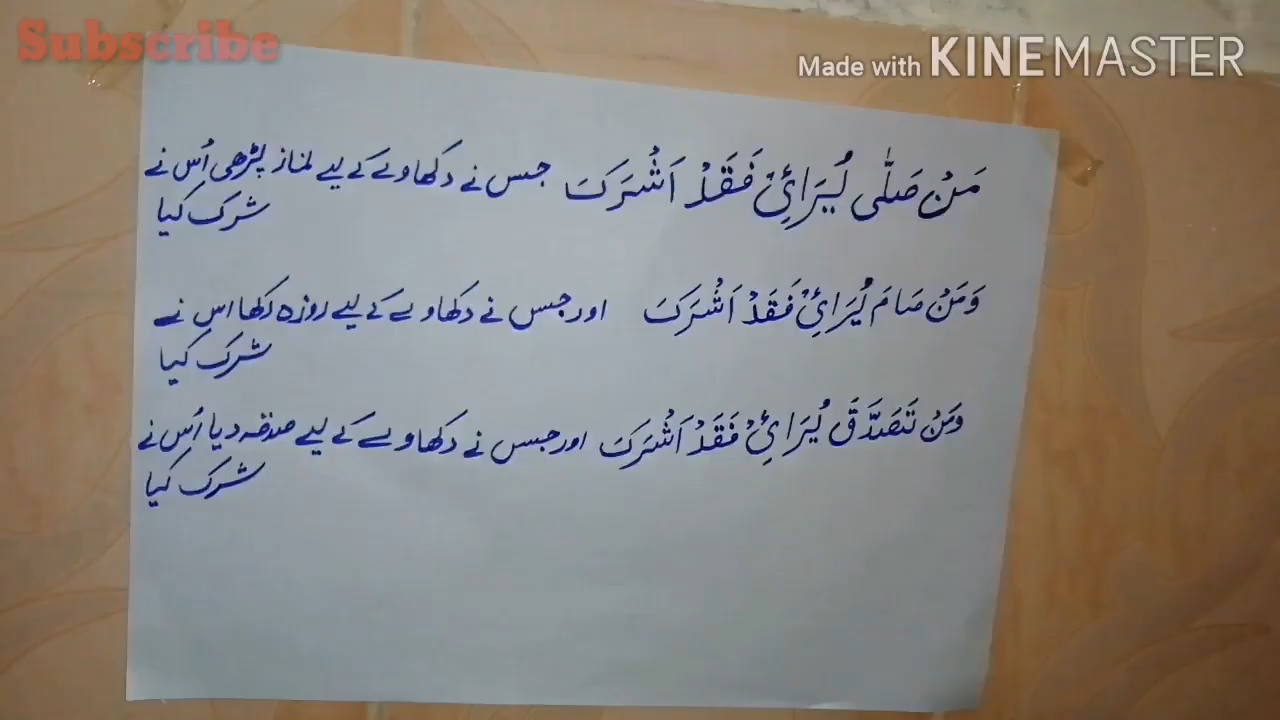 Subscribe
Made with KINEMASTER
مَنْ صَلّٰی یُرَائِیْ فَقَدْ اَشْرَکَ جس نے دکھاوے کے لیے نماز پڑھی اُس نے
شرک کیا
وَمَنْ صَامَ یُرَائِیْ فَقَدْ اَشْرَکَ اور جس نے دکھاوے کے لیے روزہ رکھا اس نے
شرک کیا
وَمَنْ تَصَدَّقَ یُرَائِیْ فَقَدْ اَشْرَکَ اور جس نے دکھاوے کے لیے صدقہ دیا اُس نے
شرک کیا